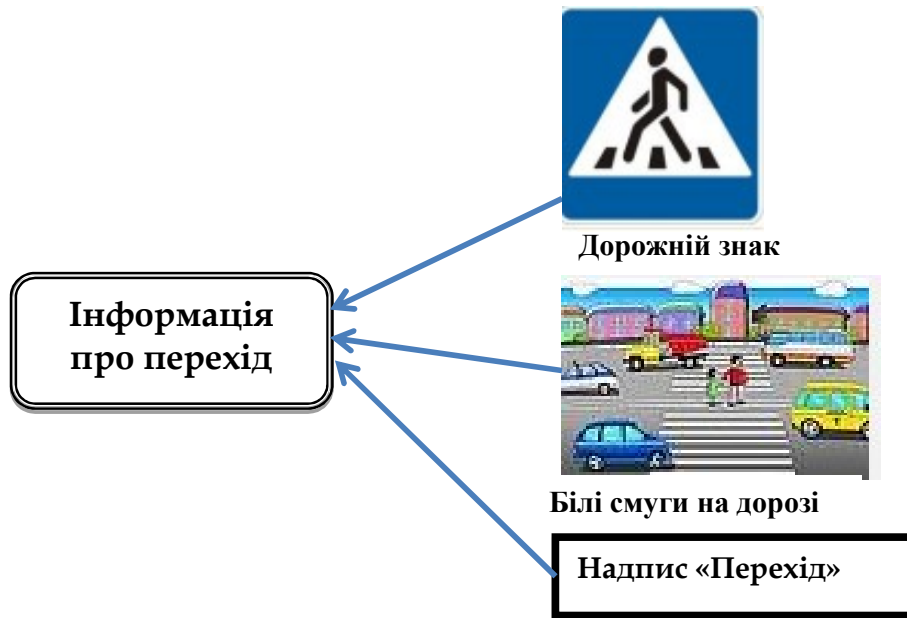 Дорожній знак
Інформація
про перехід
Білі смуги на дорозі
Надпис «Перехід»